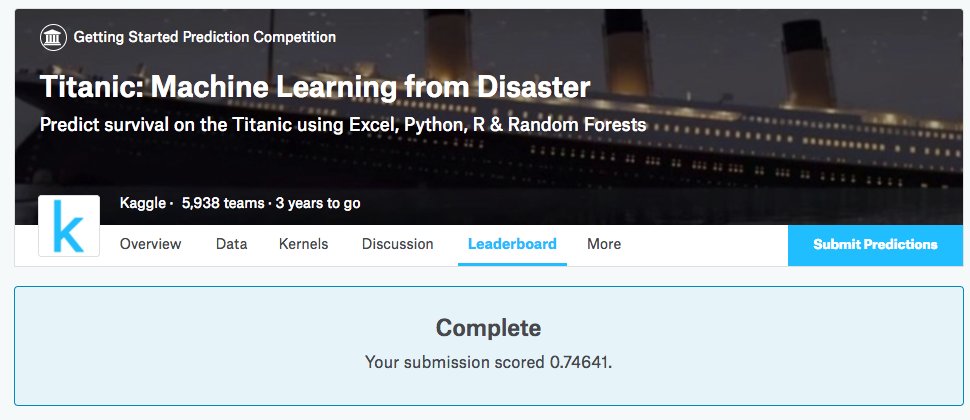 Getting Started Prediction Competition
Titanic: Machine Learning from Disaster
Predict survival on the Titanic using Excel, Python, R & Random Forests
k
Kaggle · 5,938 teams · 3 years to go
Overview Data Kernels Discussion Leaderboard More Submit Predictions
Complete
Your submission scored 0.74641.